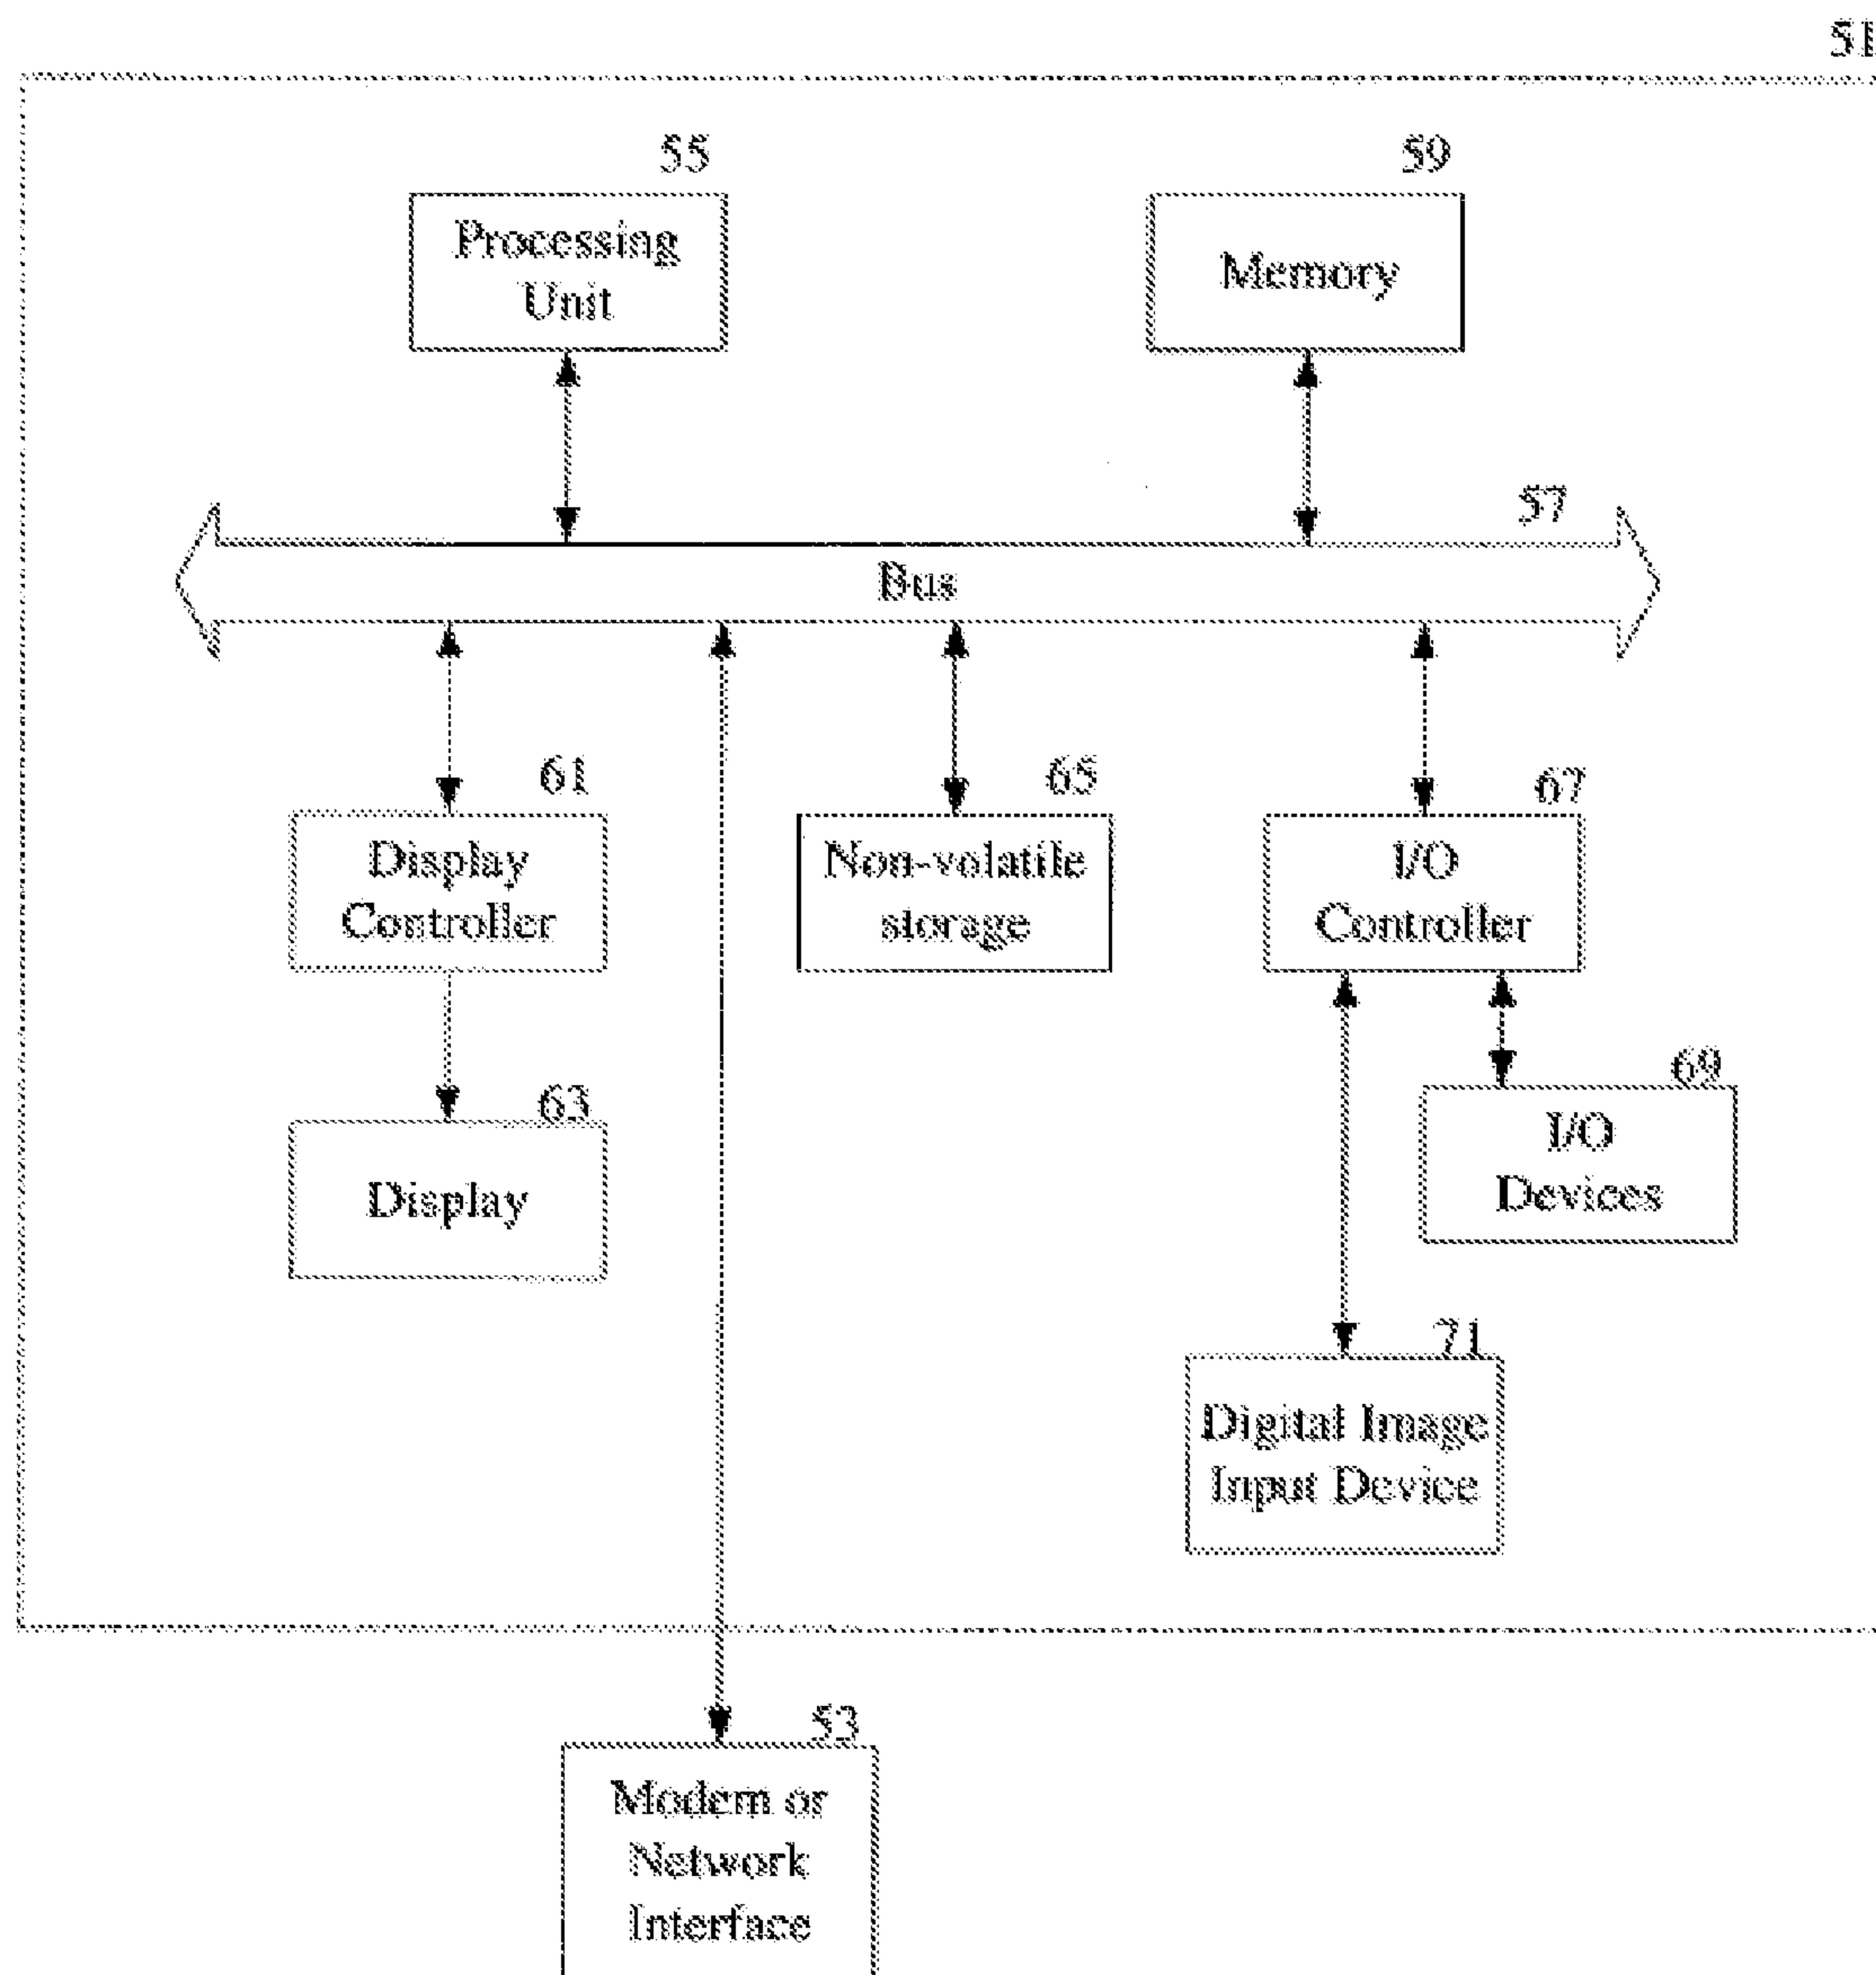 51
55
Processing
Unit
59
Memory
57
Bus
61
Display
Controller
65
Non-volatile
storage
67
I/O
Controller
63
Display
69
I/O
Devices
71
Digital Image
Input Device
53
Modem or
Network
Interface